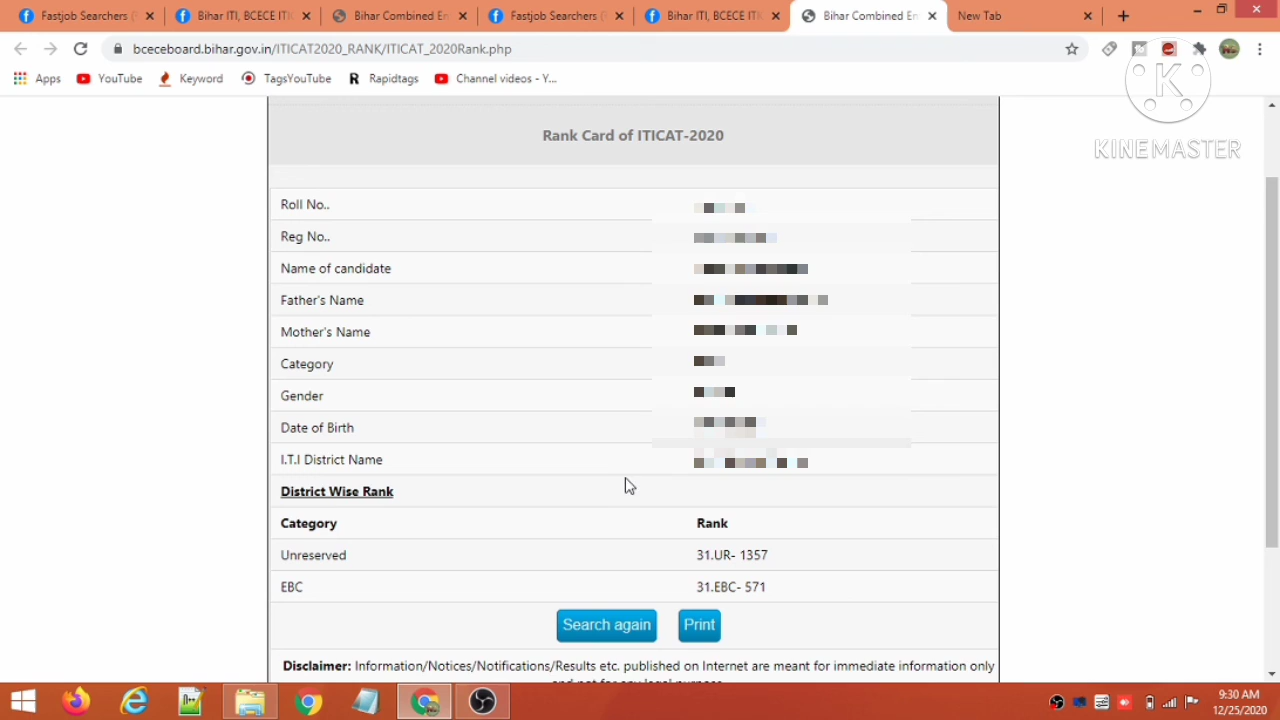 Fastjob Searchers (
Bihar ITI, BCECE ITIC
Bihar Combined En
Fastjob Searchers (
Bihar ITI, BCECE ITIC
Bihar Combined En
New Tab
bceceboard.bihar.gov.in/ITICAT2020_RANK/ITICAT_2020Rank.php
Apps YouTube Keyword TagsYouTube R Rapidtags Channel videos - Y...
K
KINEMASTER
Rank Card of ITICAT-2020
Roll No..
Reg No..
Name of candidate
Father's Name
Mother's Name
Category
Gender
Date of Birth
I.T.I District Name
District Wise Rank
Category Rank
Unreserved 31.UR- 1357
EBC 31.EBC- 571
Search again Print
Disclaimer: Information/Notices/Notifications/Results etc. published on Internet are meant for immediate information only
9:30 AM
12/25/2020